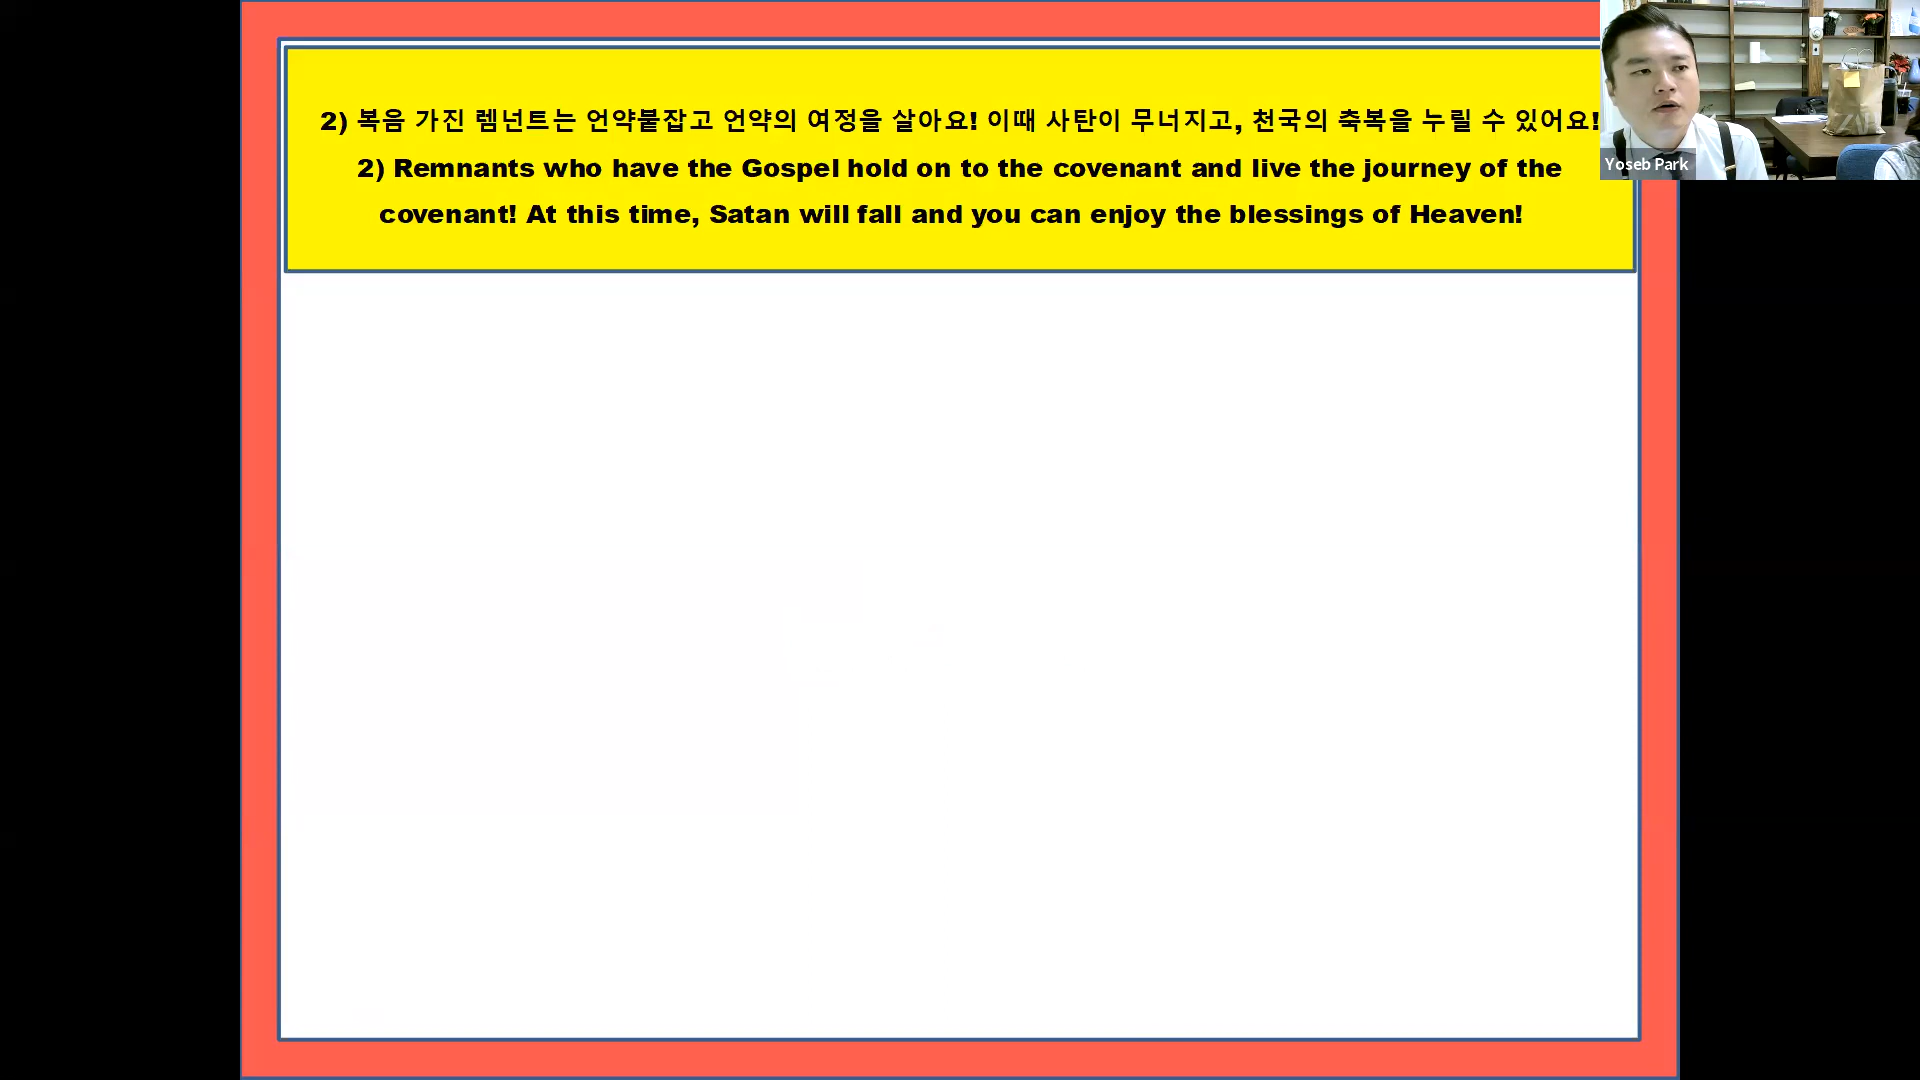 2) 복음 가진 렘넌트는 언약붙잡고 언약의 여정을 살아요! 이때 사탄이 무너지고, 천국의 축복을 누릴 수 있어요!
2) Remnants who have the Gospel hold on to the covenant and live the journey of the
covenant! At this time, Satan will fall and you can enjoy the blessings of Heaven!
Yoseb Park